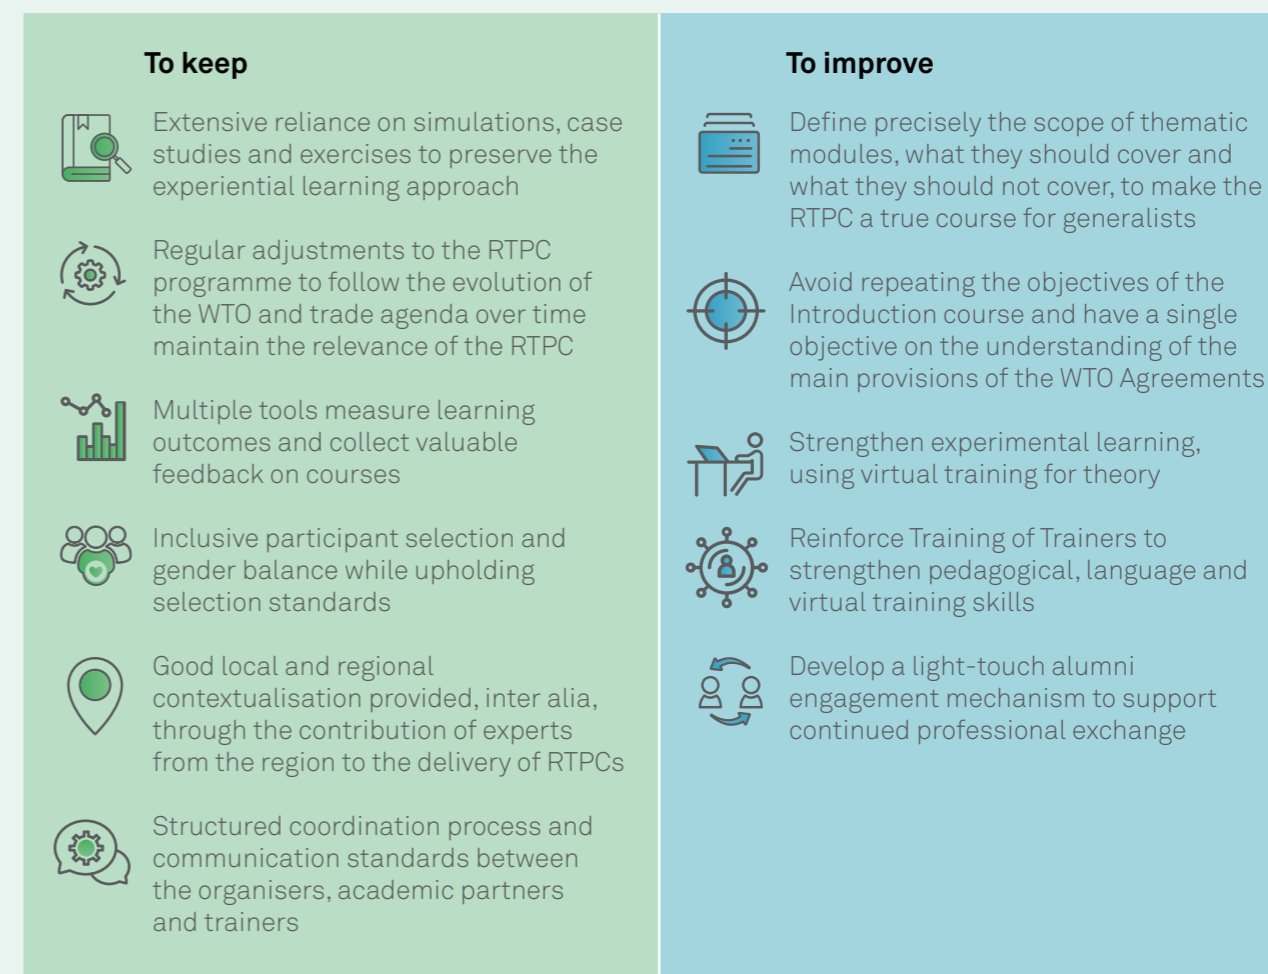 To keep
Extensive reliance on simulations, case
studies and exercises to preserve the
experiential learning approach
Regular adjustments to the RTPC
programme to follow the evolution of
the WTO and trade agenda over time
maintain the relevance of the RTPC
Multiple tools measure learning
outcomes and collect valuable
feedback on courses
Inclusive participant selection and
gender balance while upholding
selection standards
Good local and regional
contextualisation provided, inter alia,
through the contribution of experts
from the region to the delivery of RTPCs
Structured coordination process and
communication standards between
the organisers, academic partners
and trainers
To improve
Define precisely the scope of thematic
modules, what they should cover and
what they should not cover, to make the
RTPC a true course for generalists
Avoid repeating the objectives of the
Introduction course and have a single
objective on the understanding of the
main provisions of the WTO Agreements
Strengthen experimental learning,
using virtual training for theory
Reinforce Training of Trainers to
strengthen pedagogical, language and
virtual training skills
Develop a light-touch alumni
engagement mechanism to support
continued professional exchange